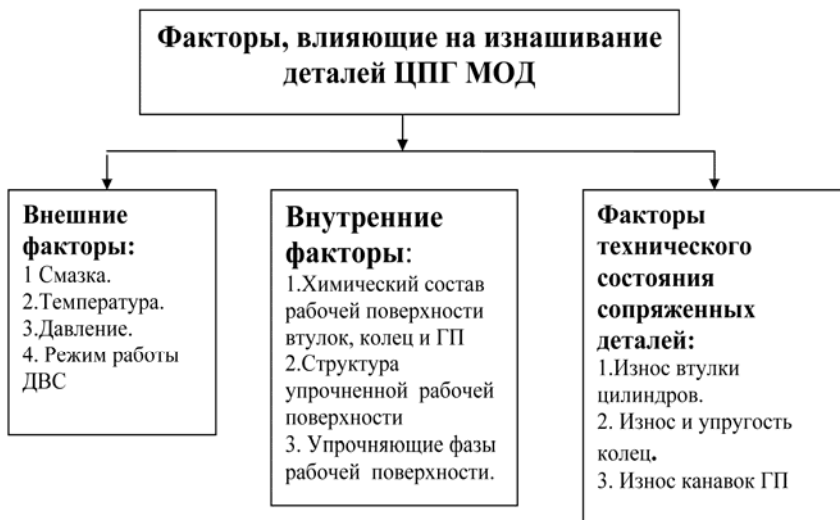 Факторы, влияющие на изнашивание
деталей ЦПГ МОД
Внешние
факторы:
1 Смазка.
2.Температура.
3.Давление.
4. Режим работы
ДВС
Внутренние
факторы:
1.Химический состав
рабочей поверхности
втулок, колец и ГП
2.Структура
упрочненной рабочей
поверхности
3. Упрочняющие фазы
рабочей поверхности.
Факторы
технического
состояния
сопряженных
деталей:
1.Износ втулки
цилиндров.
2. Износ и упругость
колец.
3. Износ канавок ГП